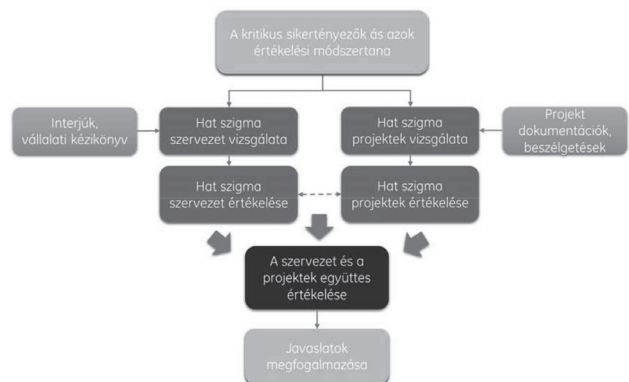 A kritikus sikertényezők ás azok
értékelési módszertana
Interjúk,
vállalati kézikönyv
Hat szigma
szervezet vizsgálata
Hat szigma
projektek vizsgálata
Projekt
dokumentációk,
beszélgetések
Hat szigma
szervezet értékelése
Hat szigma
projektek értékelése
A szervezet és a
projektek együttes
értékelése
Javaslatok
megfogalmazása